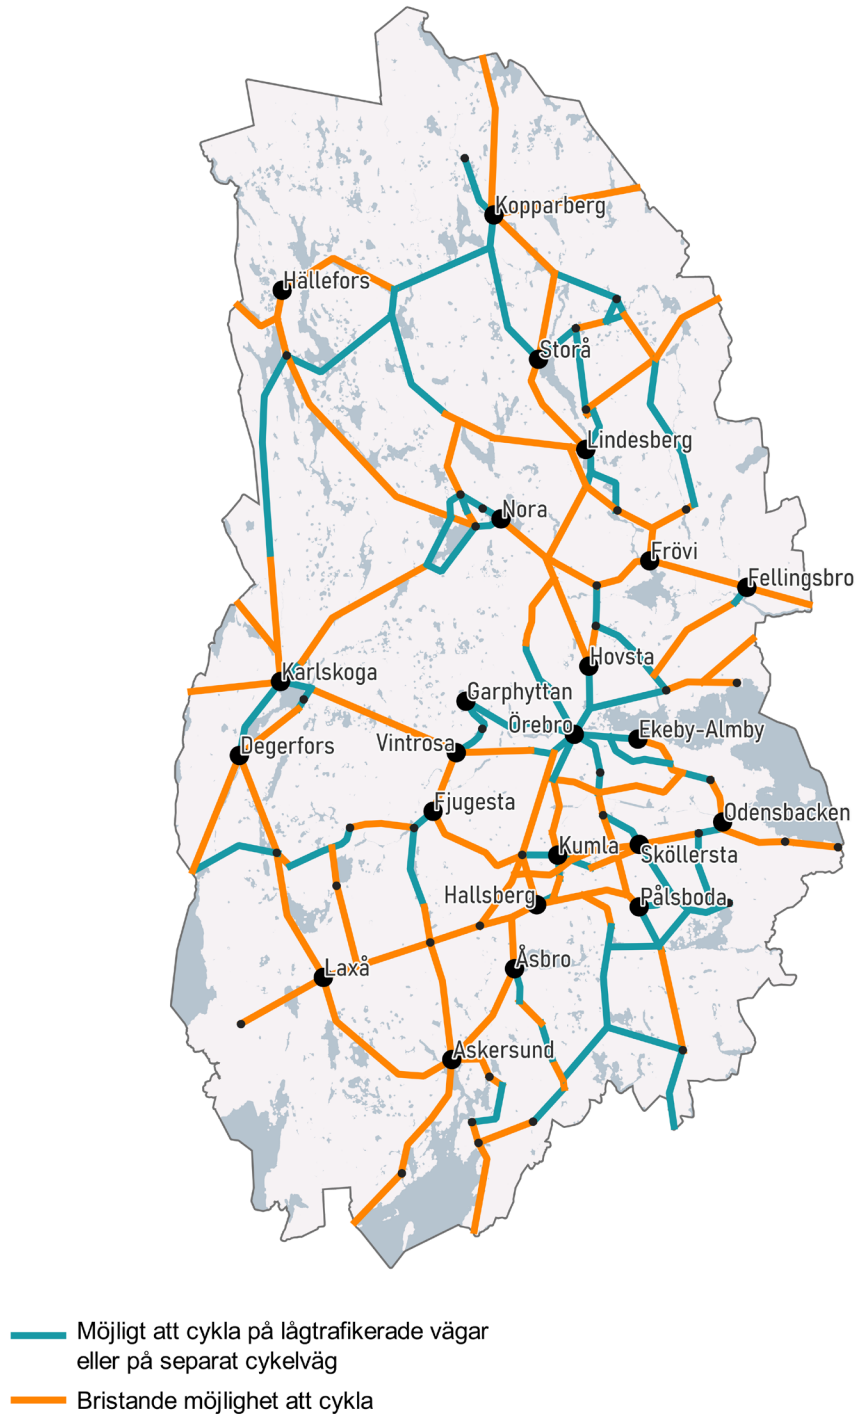 Kopparberg
Hällefors
Storå
Lindesberg
Nora
Frövi
Fellingsbro
Hovsta
Karlskoga
Garphyttan
Örebro
Ekeby-Almby
Vintrosa
Degerfors
Fjugesta
Odensbacken
Kumla
Sköllersta
Hallsberg
Pålsboda
Åsbro
Laxå
Askersund
Möjligt att cykla på lågtrafikerade vägar
eller på separat cykelväg
Bristande möjlighet att cykla